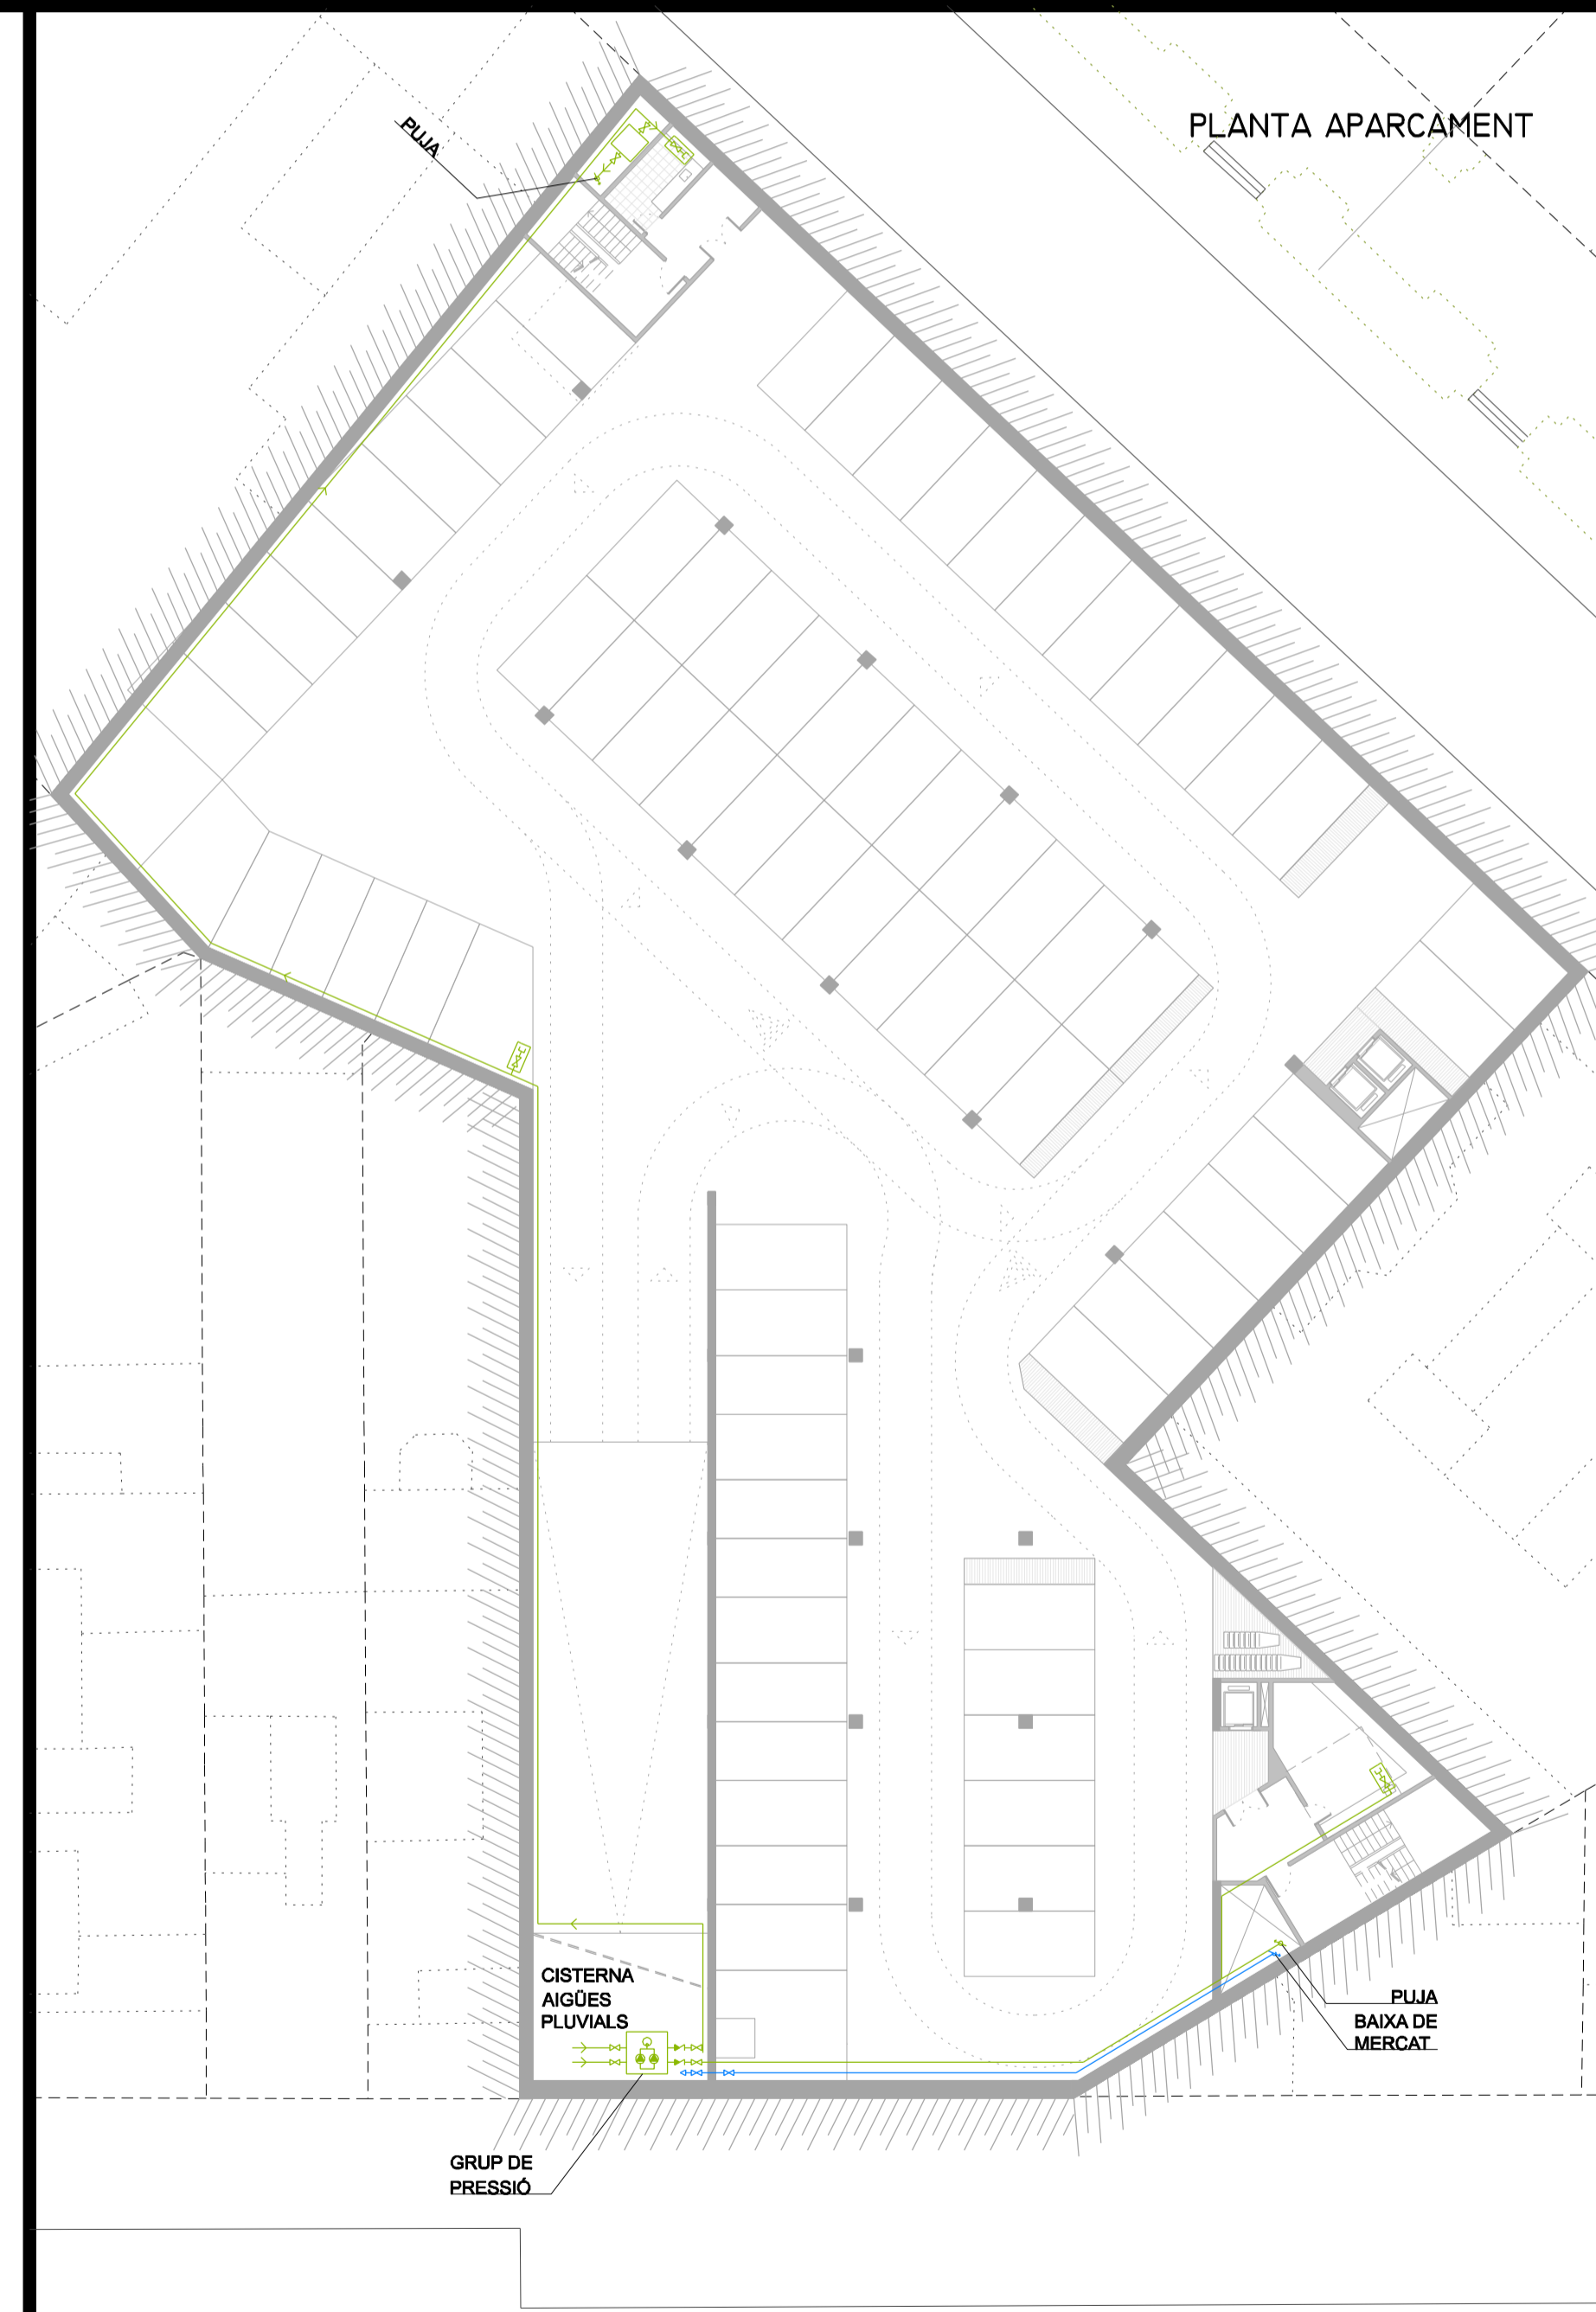 PLANTA APARCAMENT
PUJA
CISTERNA
AIGÜES
PLUVIALS
PUJA
BAIXA DE
MERCAT
GRUP DE
PRESSIÓ